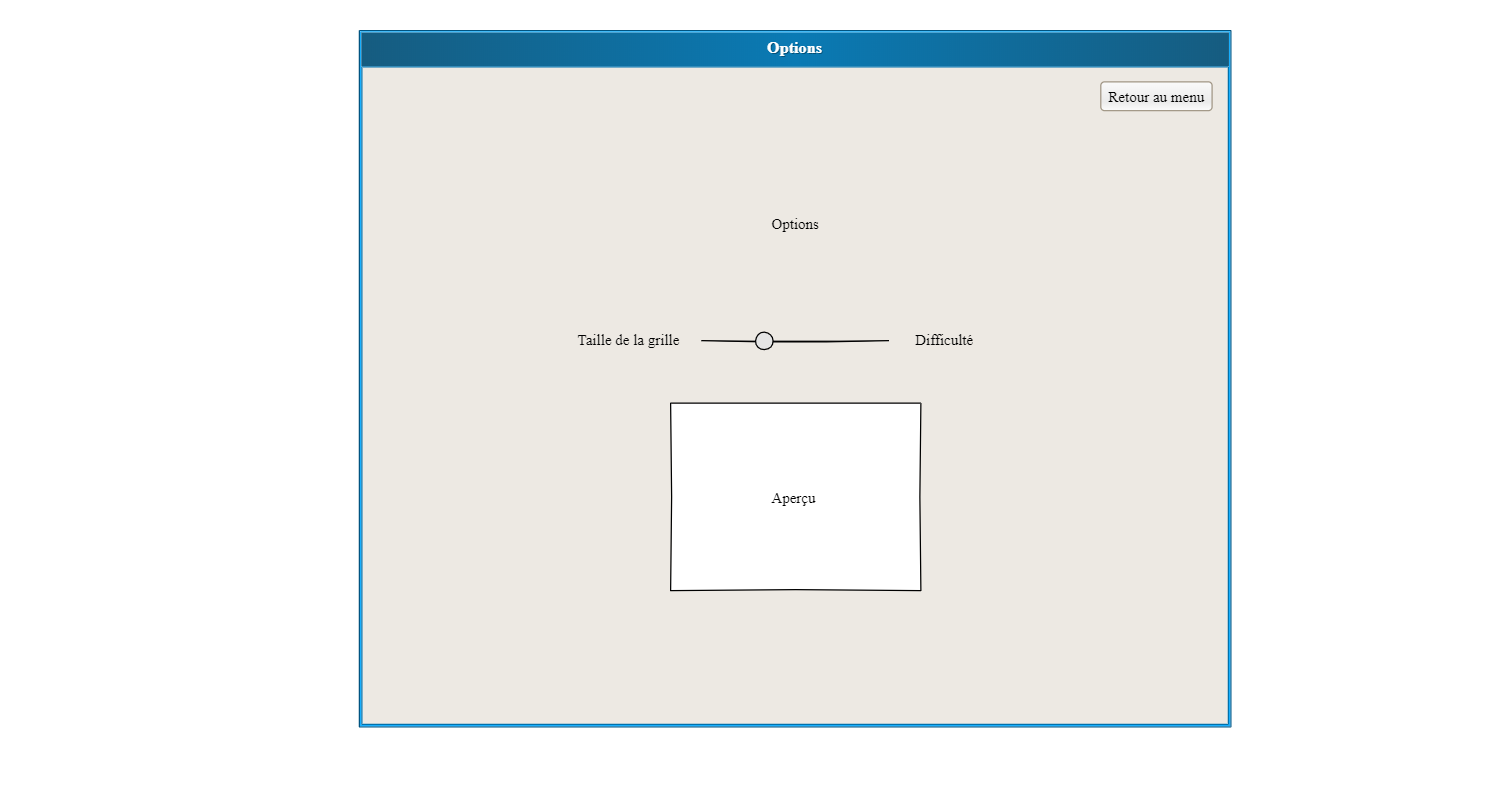 Options
Retour au menu
Options
Taille de la grille
Difficulté
Aperçu